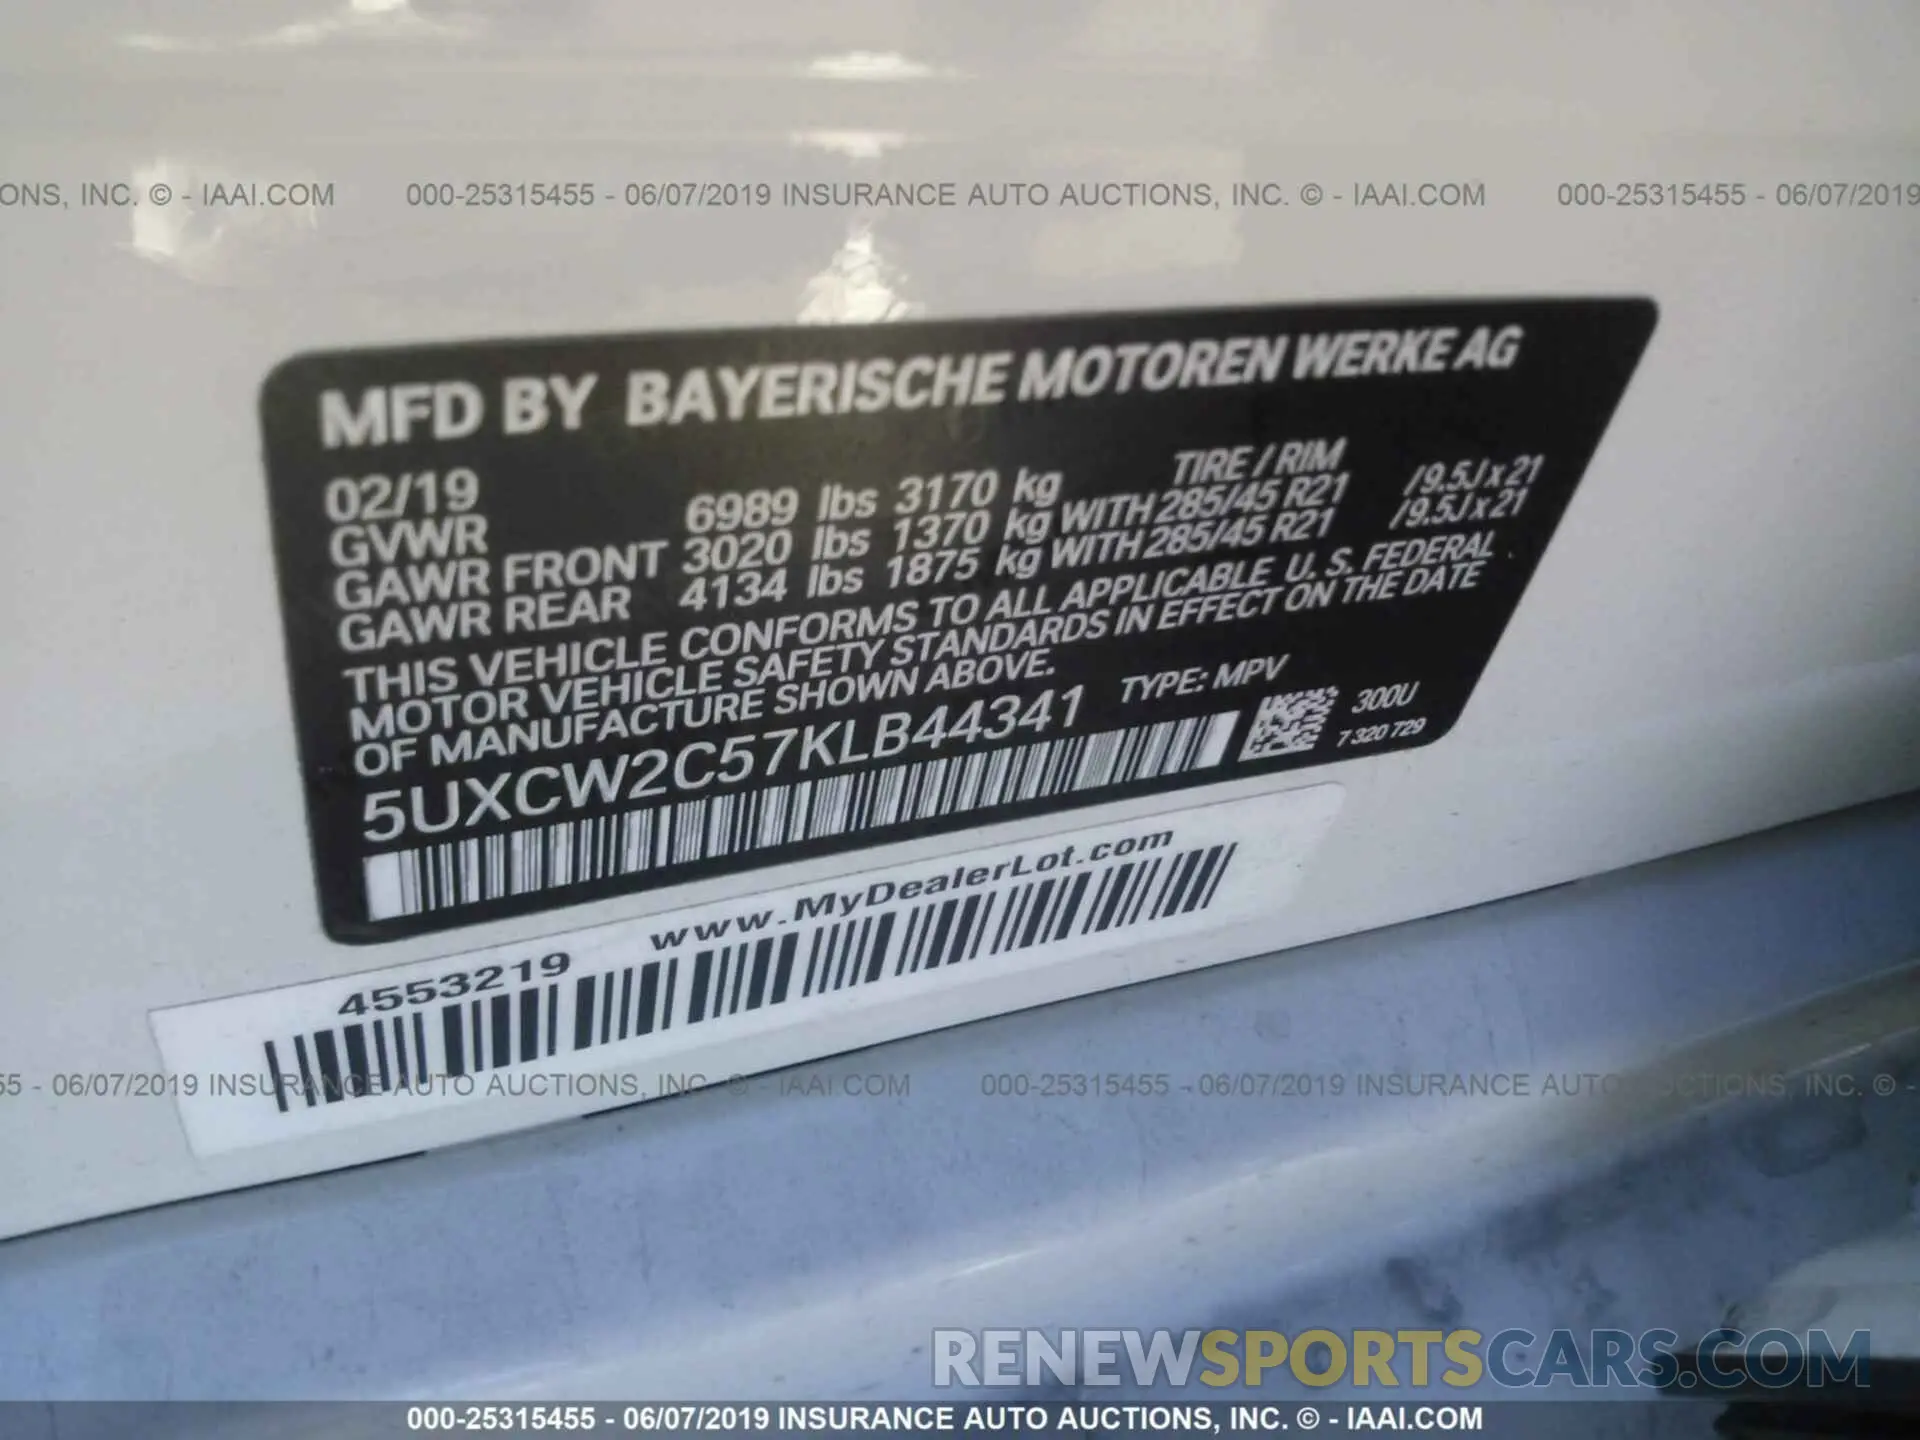 ONS, INC. © - IAAI.COM 000-25315455 - 06/07/2019 INSURANCE AUTO AUCTIONS, INC. © - IAAI.COM 000-25315455 - 06/07/2019
MFD BY BAYERISCHE MOTOREN WERKE AG
02/19 TIRE / RIM
GVWR 6989 lbs 3170 kg
GAWR FRONT 3020 lbs 1370 kg WITH 285/45 R21 /9.5J x 21
GAWR REAR 4134 lbs 1875 kg WITH 285/45 R21 /9.5J x 21
THIS VEHICLE CONFORMS TO ALL APPLICABLE U. S. FEDERAL
MOTOR VEHICLE SAFETY STANDARDS IN EFFECT ON THE DATE
OF MANUFACTURE SHOWN ABOVE.
5UXCW2C57KLB44341 TYPE: MPV
300U
7 320 729
4553219 www.MyDealerLot.com
55 - 06/07/2019 INSURANCE AUTO AUCTIONS, INC. © - IAAI.COM 000-25315455 - 06/07/2019 INSURANCE AUTO AUCTIONS, INC. © -
RENEWSPORTSCARS.COM
000-25315455 - 06/07/2019 INSURANCE AUTO AUCTIONS, INC. © - IAAI.COM